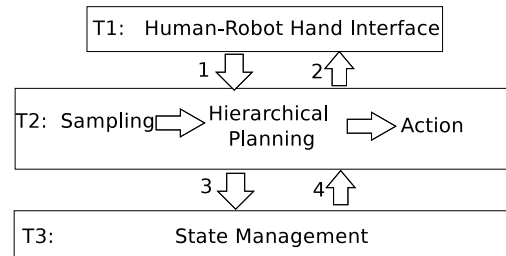 T1: Human-Robot Hand Interface
1 2
T2: Sampling Hierarchical Planning Action
3 4
T3: State Management